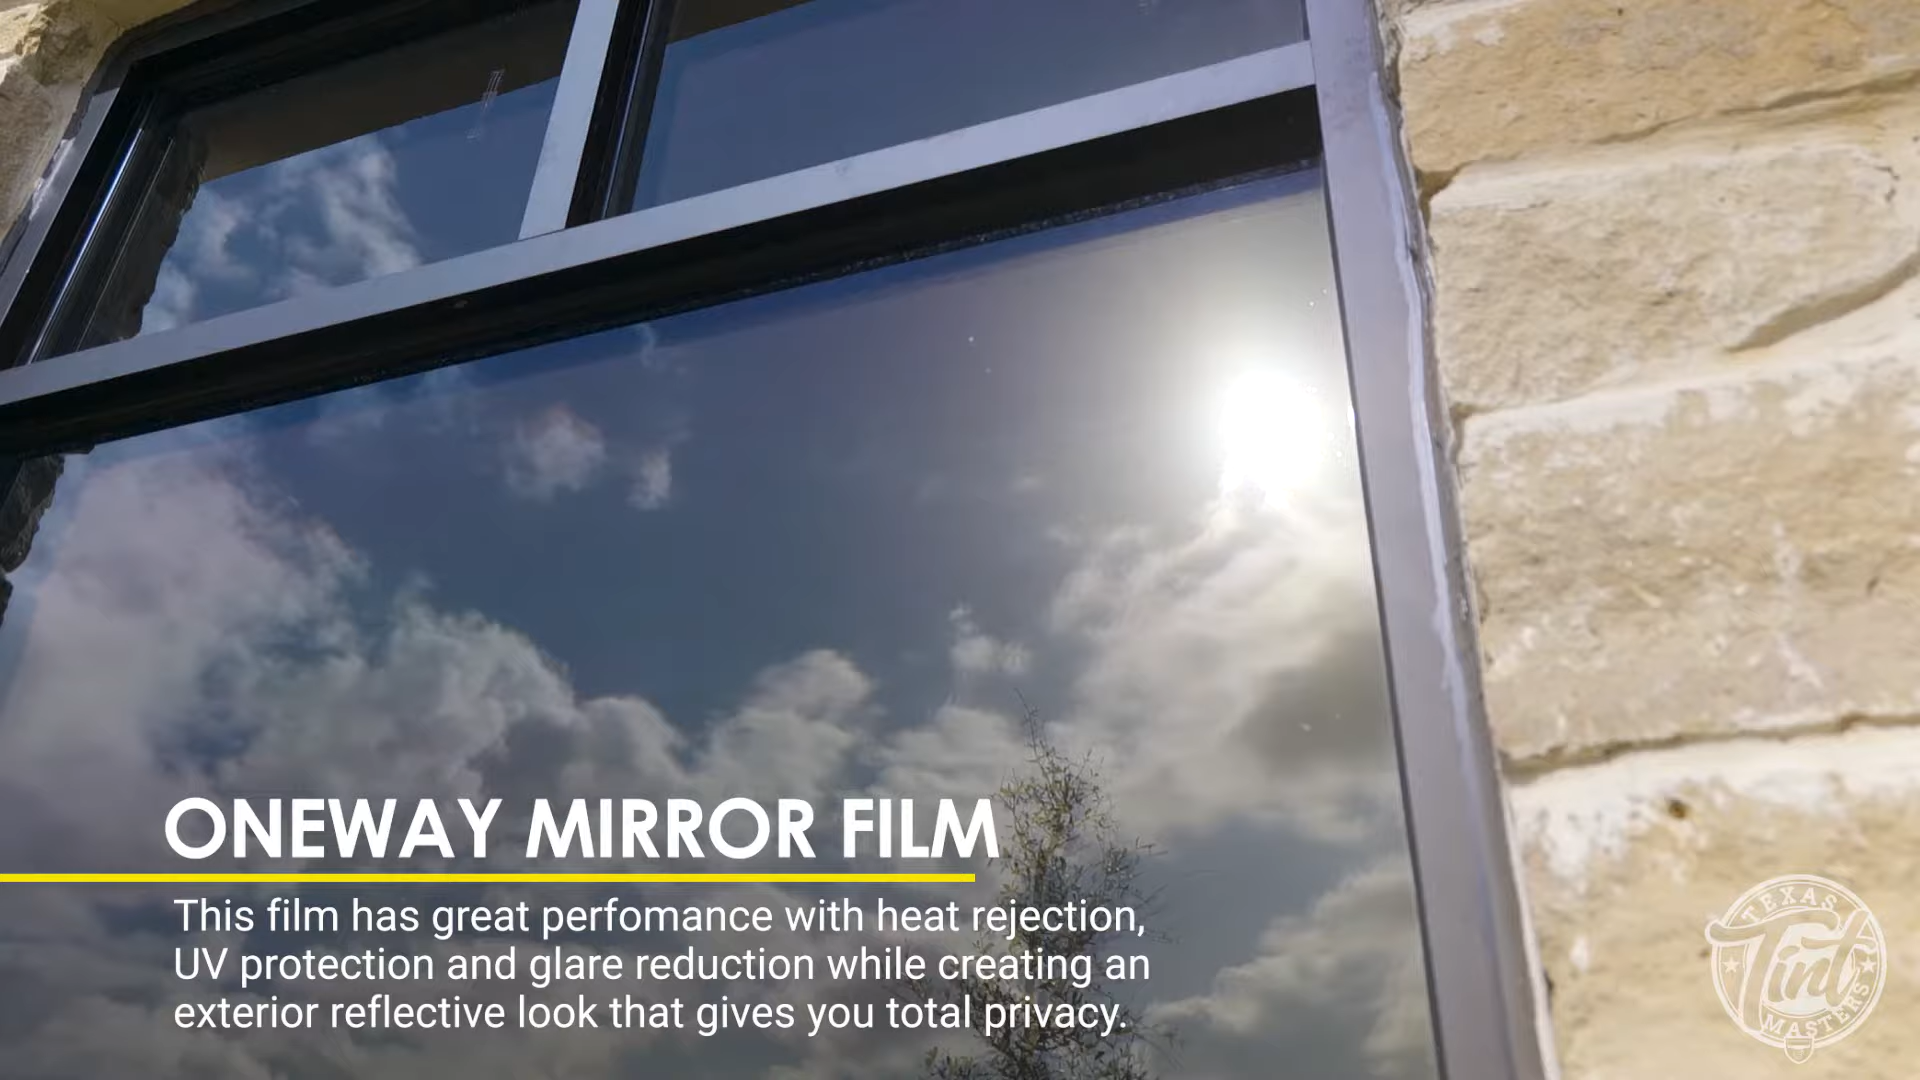 ONEWAY MIRROR FILM
This film has great perfomance with heat rejection,
UV protection and glare reduction while creating an
exterior reflective look that gives you total privacy.
TEXAS
Tint
MASTERS